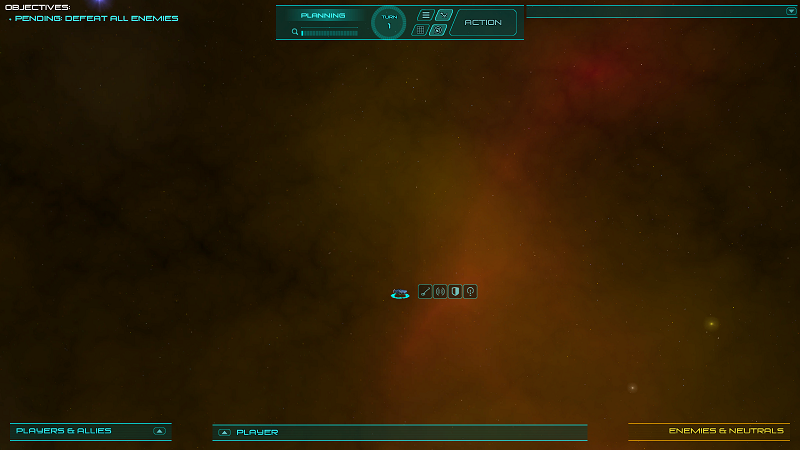 OBJECTIVES:
• PENDING: DEFEAT ALL ENEMIES
PLANNING
TURN
1
ACTION
PLAYERS & ALLIES
PLAYER
ENEMIES & NEUTRALS